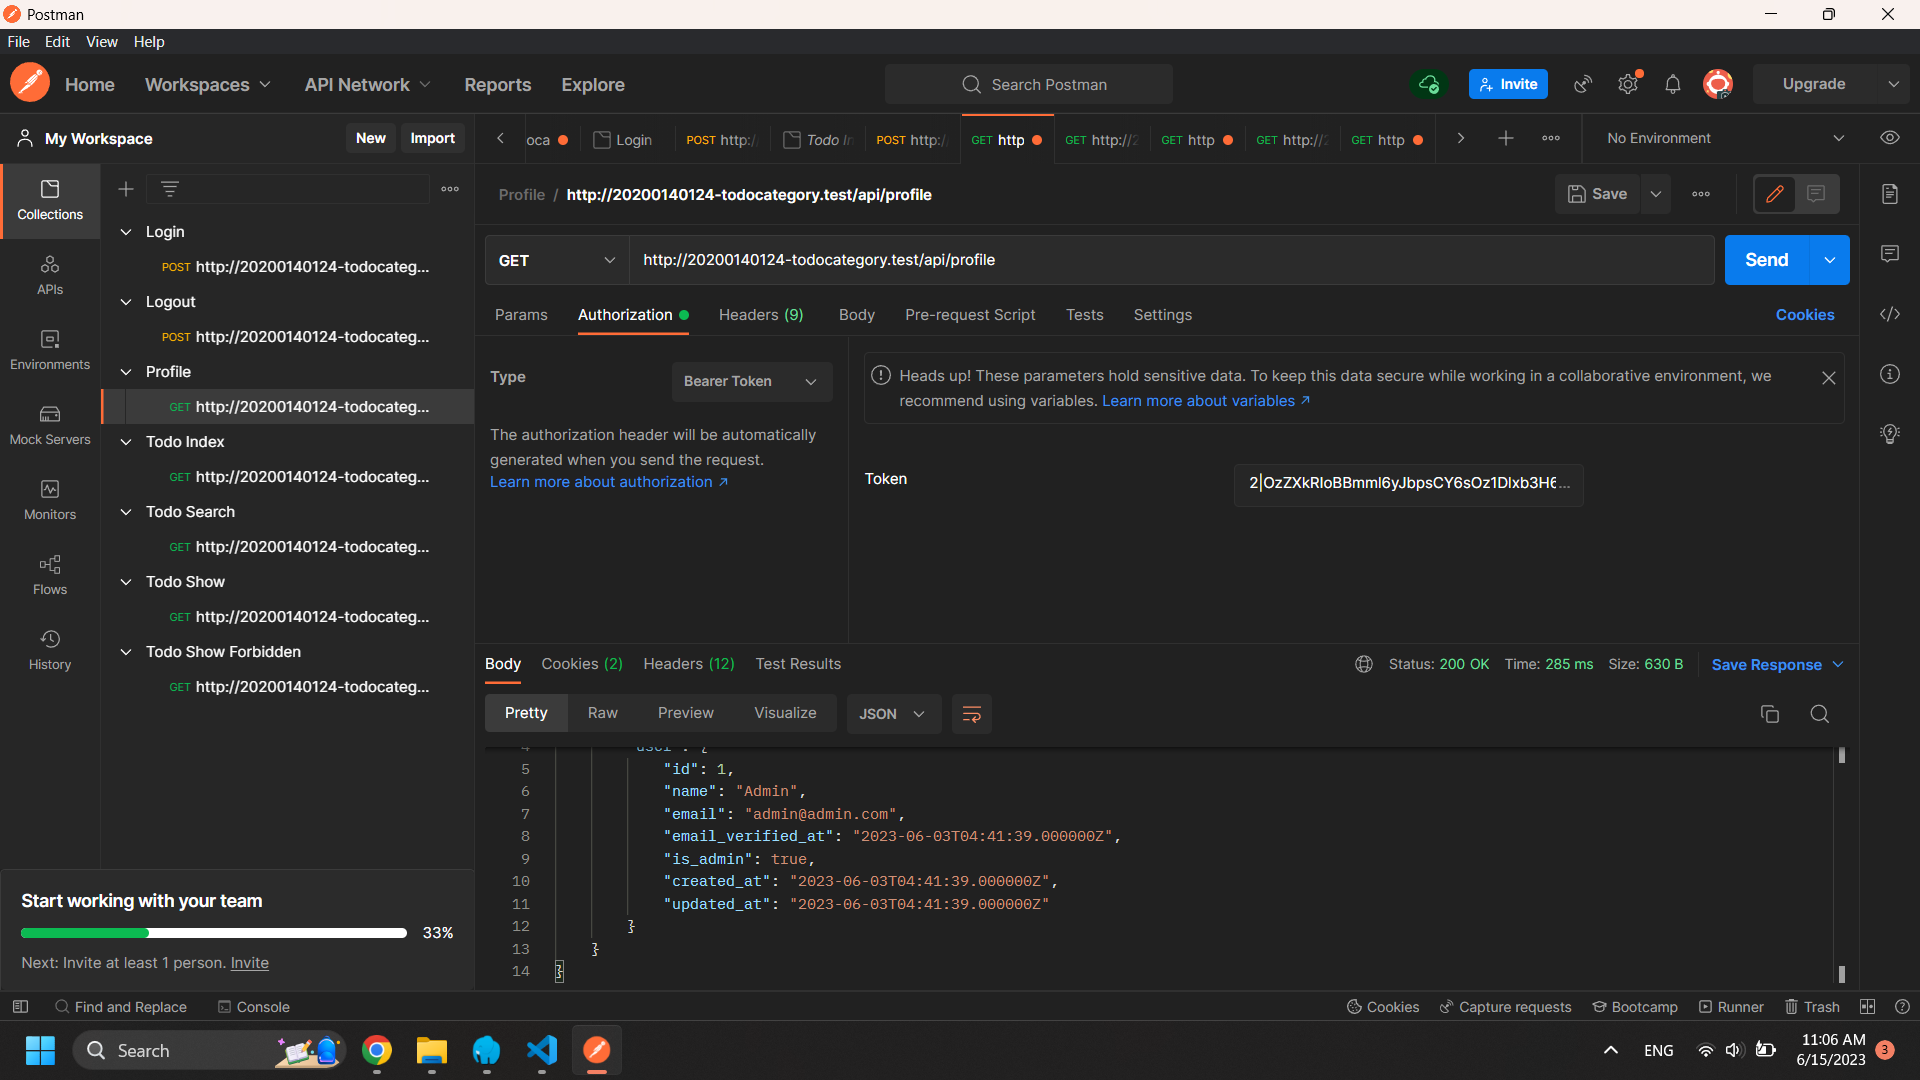 Postman
File Edit View Help
Home Workspaces API Network Reports Explore Search Postman Invite Upgrade
My Workspace New Import
oca Login POST http:/ Todo In POST http:/ GET http GET http://2 GET http GET http:/ GET http No Environment
Collections
APIs
Environments
Mock Servers
Monitors
Flows
History
Login
POST http://20200140124-todocateg...
Logout
POST http://20200140124-todocateg...
Profile
GET http://20200140124-todocateg...
Todo Index
GET http://20200140124-todocateg...
Todo Search
GET http://20200140124-todocateg...
Todo Show
GET http://20200140124-todocateg...
Todo Show Forbidden
GET http://20200140124-todocateg...
Start working with your team
33%
Next: Invite at least 1 person. Invite
Profile / http://20200140124-todocategory.test/api/profile Save
GET http://20200140124-todocategory.test/api/profile Send
Params Authorization Headers (9) Body Pre-request Script Tests Settings Cookies
Type Bearer Token
The authorization header will be automatically
generated when you send the request.
Learn more about authorization ↗
Heads up! These parameters hold sensitive data. To keep this data secure while working in a collaborative environment, we
recommend using variables. Learn more about variables ↗
Token 2|OzZXkRIoBBmml6yJbpsCY6sOz1DIxb3H6...
Body Cookies (2) Headers (12) Test Results Status: 200 OK Time: 285 ms Size: 630 B Save Response
Pretty Raw Preview Visualize JSON
4 "user": {
5 "id": 1,
6 "name": "Admin",
7 "email": "admin@admin.com",
8 "email_verified_at": "2023-06-03T04:41:39.000000Z",
9 "is_admin": true,
10 "created_at": "2023-06-03T04:41:39.000000Z",
11 "updated_at": "2023-06-03T04:41:39.000000Z"
12 }
13 }
14 }
Find and Replace Console Cookies Capture requests Bootcamp Runner Trash
Search ENG 11:06 AM
6/15/2023 3